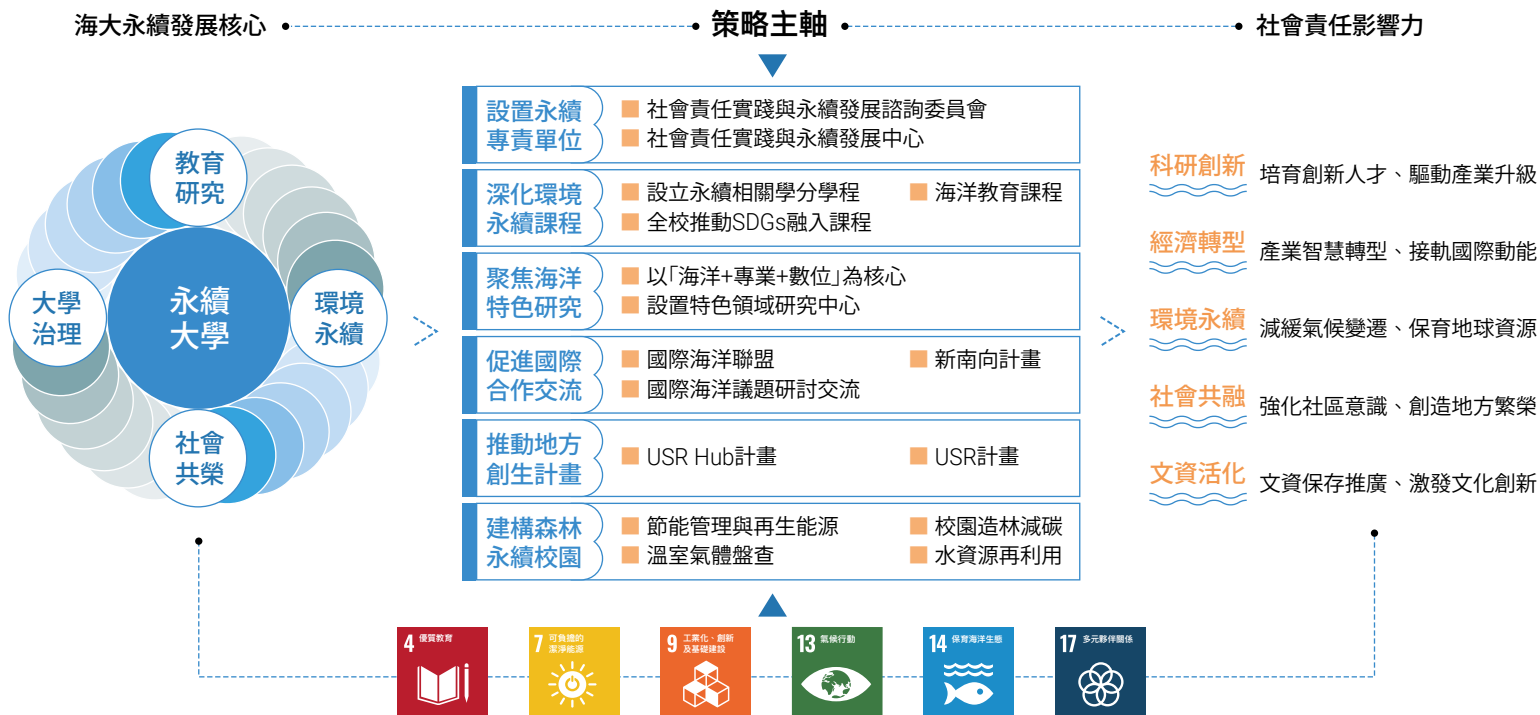 海大永續發展核心
策略主軸
社會責任影響力
教育
研究
大學
治理
永續
大學
環境
永續
社會
共榮
設置永續
專責單位
社會責任實踐與永續發展諮詢委員會
社會責任實踐與永續發展中心
深化環境
永續課程
設立永續相關學分學程
海洋教育課程
全校推動SDGs融入課程
聚焦海洋
特色研究
以「海洋+專業+數位」為核心
設置特色領域研究中心
促進國際
合作交流
國際海洋聯盟
新南向計畫
國際海洋議題研討交流
推動地方
創生計畫
USR Hub計畫
USR計畫
建構森林
永續校園
節能管理與再生能源
校園造林減碳
溫室氣體盤查
水資源再利用
科研創新
培育創新人才、驅動產業升級
經濟轉型
產業智慧轉型、接軌國際動能
環境永續
減緩氣候變遷、保育地球資源
社會共融
強化社區意識、創造地方繁榮
文資活化
文資保存推廣、激發文化創新
4 優質教育
7 可負擔的
潔淨能源
9 工業化、創新
及基礎建設
13 氣候行動
14 保育海洋生態
17 多元夥伴關係